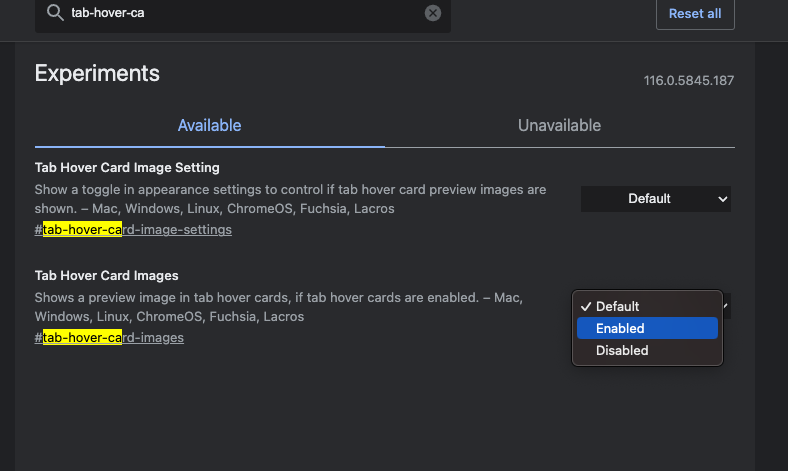 tab-hover-ca
Reset all
Experiments
116.0.5845.187
Available
Unavailable
Tab Hover Card Image Setting
Show a toggle in appearance settings to control if tab hover card preview images are
shown. – Mac, Windows, Linux, ChromeOS, Fuchsia, Lacros
#tab-hover-card-image-settings
Default
Tab Hover Card Images
Shows a preview image in tab hover cards, if tab hover cards are enabled. – Mac,
Windows, Linux, ChromeOS, Fuchsia, Lacros
#tab-hover-card-images
✓ Default
Enabled
Disabled